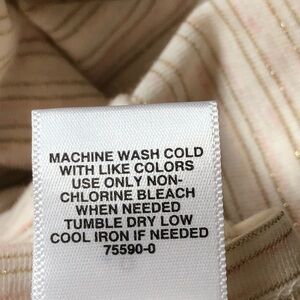 MACHINE WASH COLD
WITH LIKE COLORS
USE ONLY NON-
CHLORINE BLEACH
WHEN NEEDED
TUMBLE DRY LOW
COOL IRON IF NEEDED
75590-0